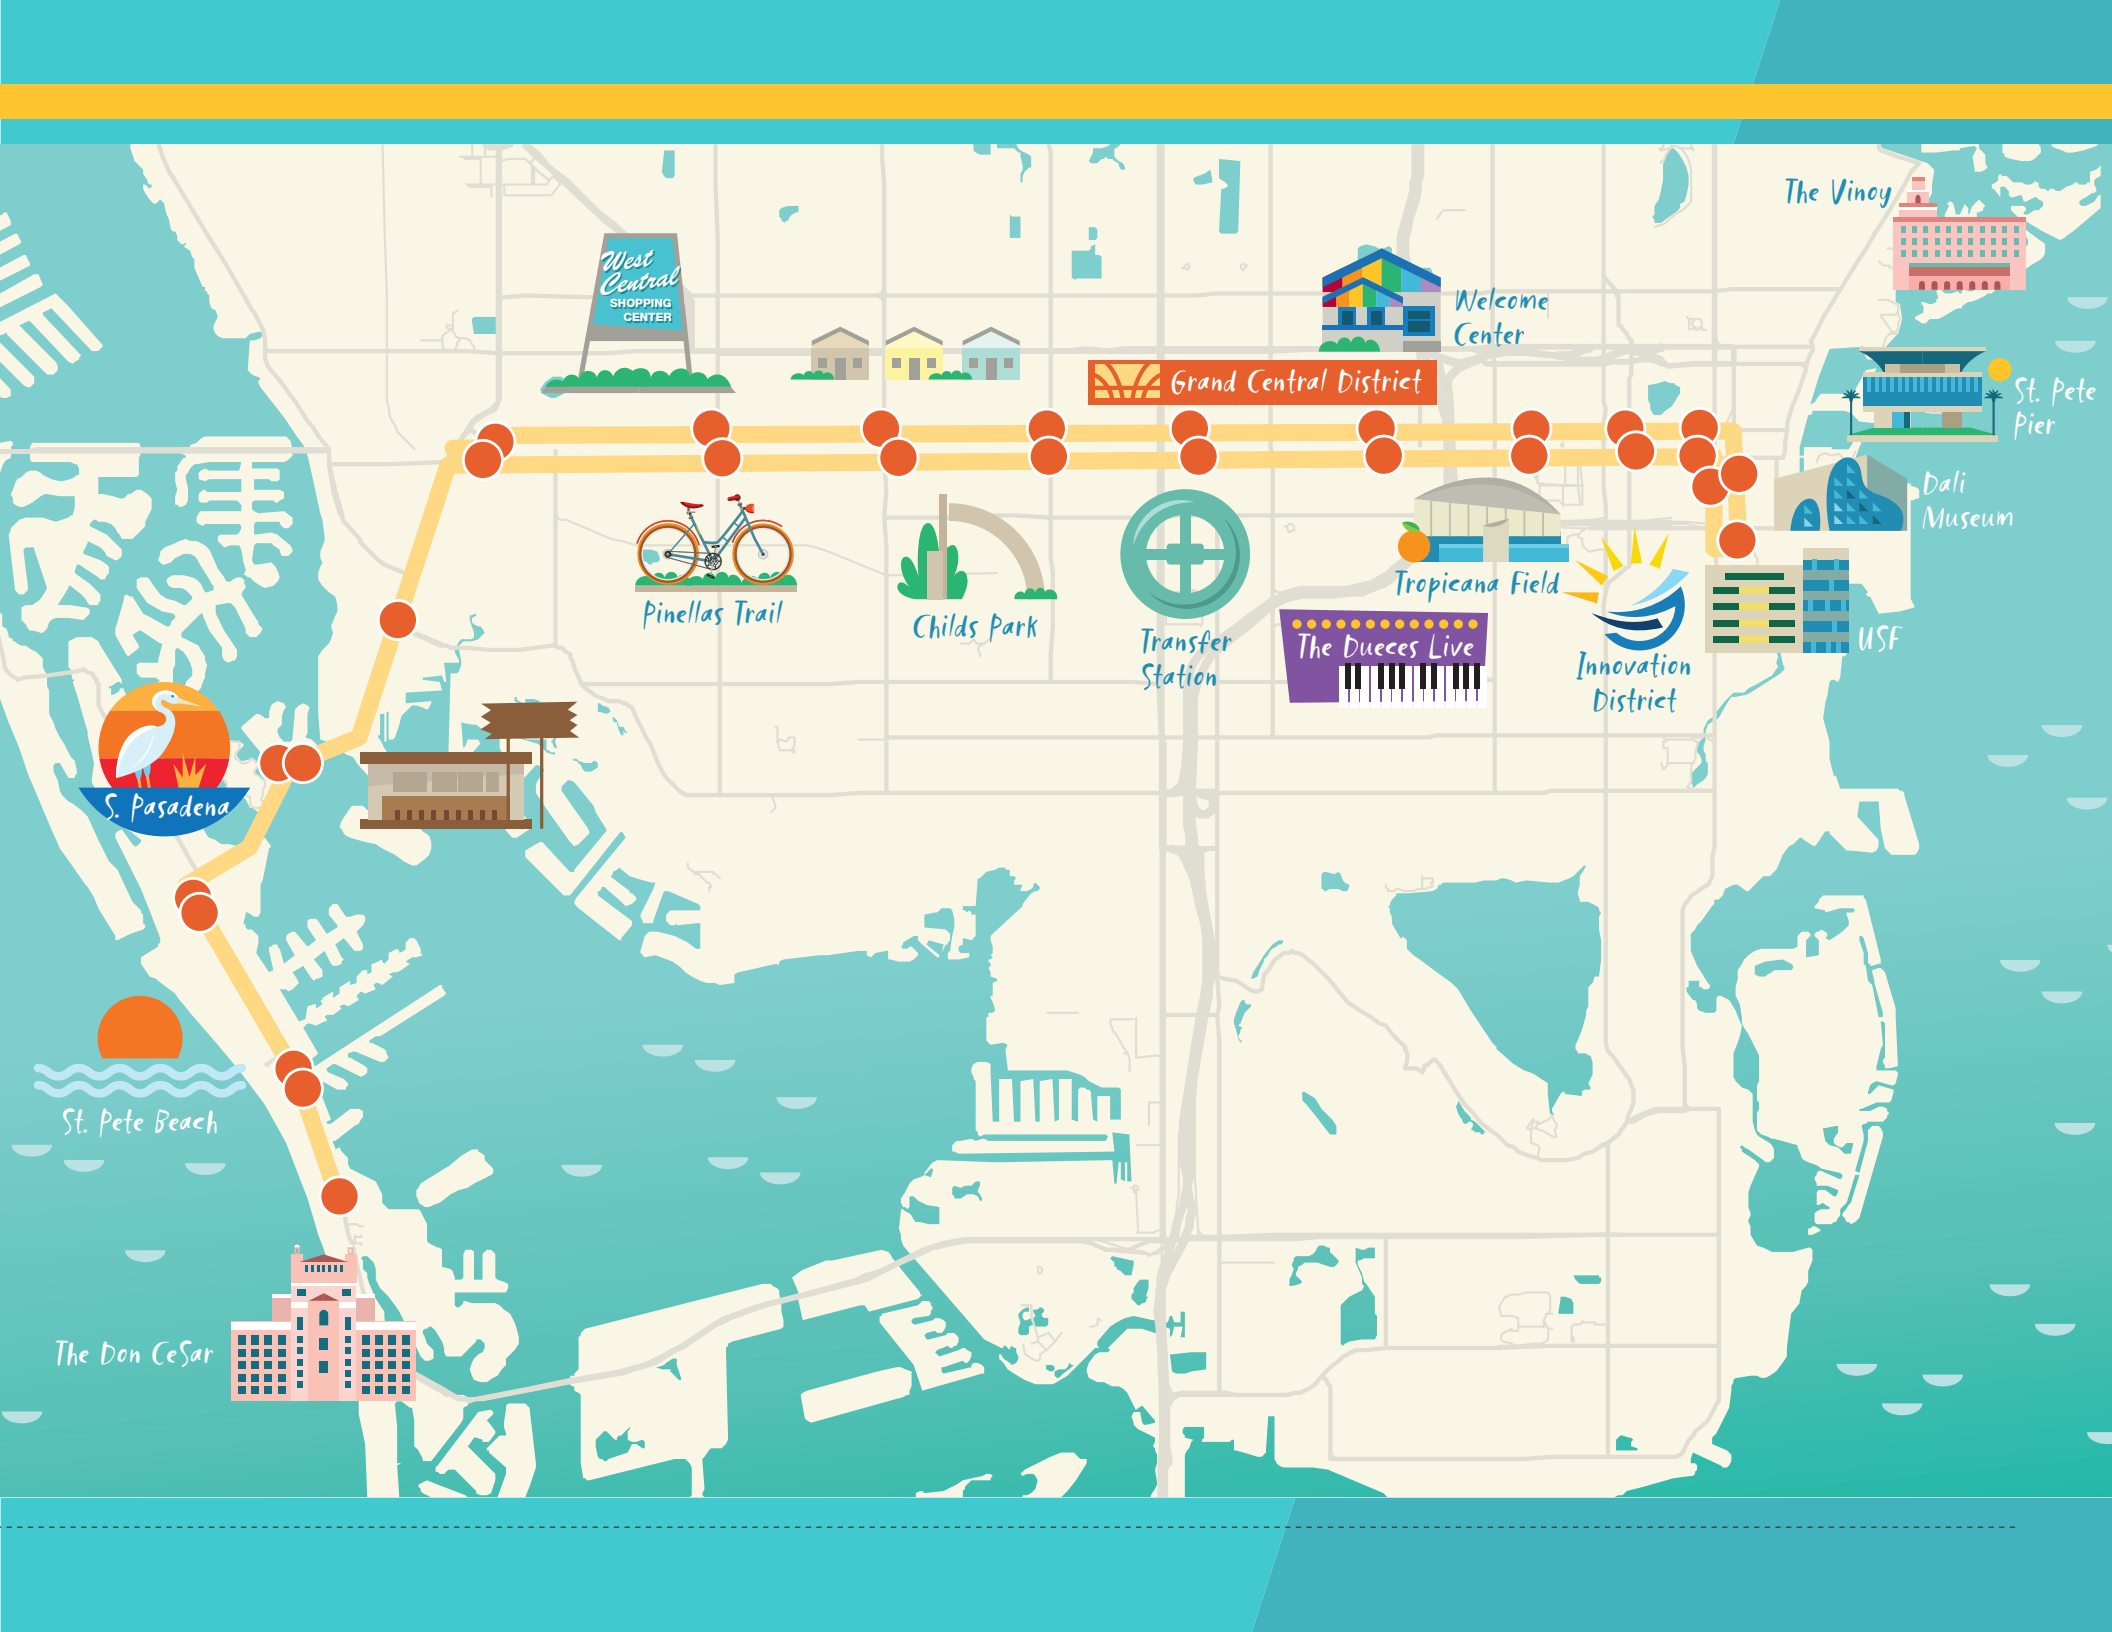 The Vinoy
West
Central
SHOPPING
CENTER
Welcome
Center
Grand Central District
St. Pete
Pier
Dali
Museum
Pinellas Trail
Childs Park
Transfer
Station
Tropicana Field
The Dueces Live
Innovation
District
USF
S. Pasadena
St. Pete Beach
The Don CeSar